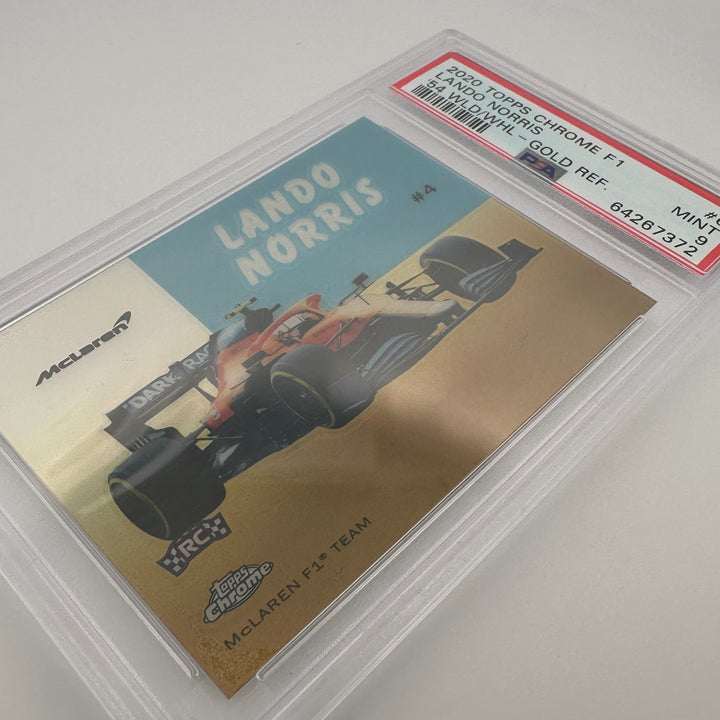 2020 TOPPS CHROME F1
LANDO NORRIS
'54 WLD/WHL-GOLD REF.
MINT
9
64267372
PSA
LANDO
NORRIS
#4
McLaren
DARK
RC
Topps
Chrome
McLAREN F1® TEAM